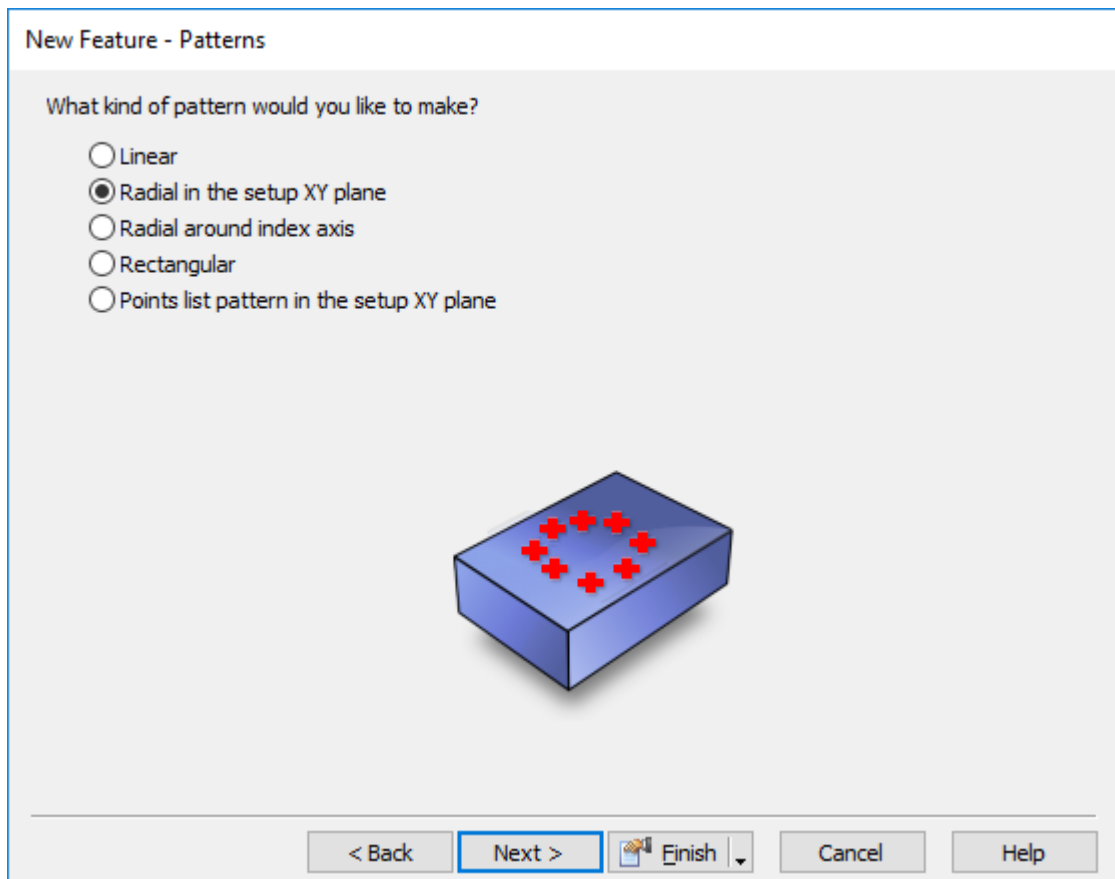 New Feature - Patterns
What kind of pattern would you like to make?
Linear
Radial in the setup XY plane
Radial around index axis
Rectangular
Points list pattern in the setup XY plane
< Back Next > Finish Cancel Help